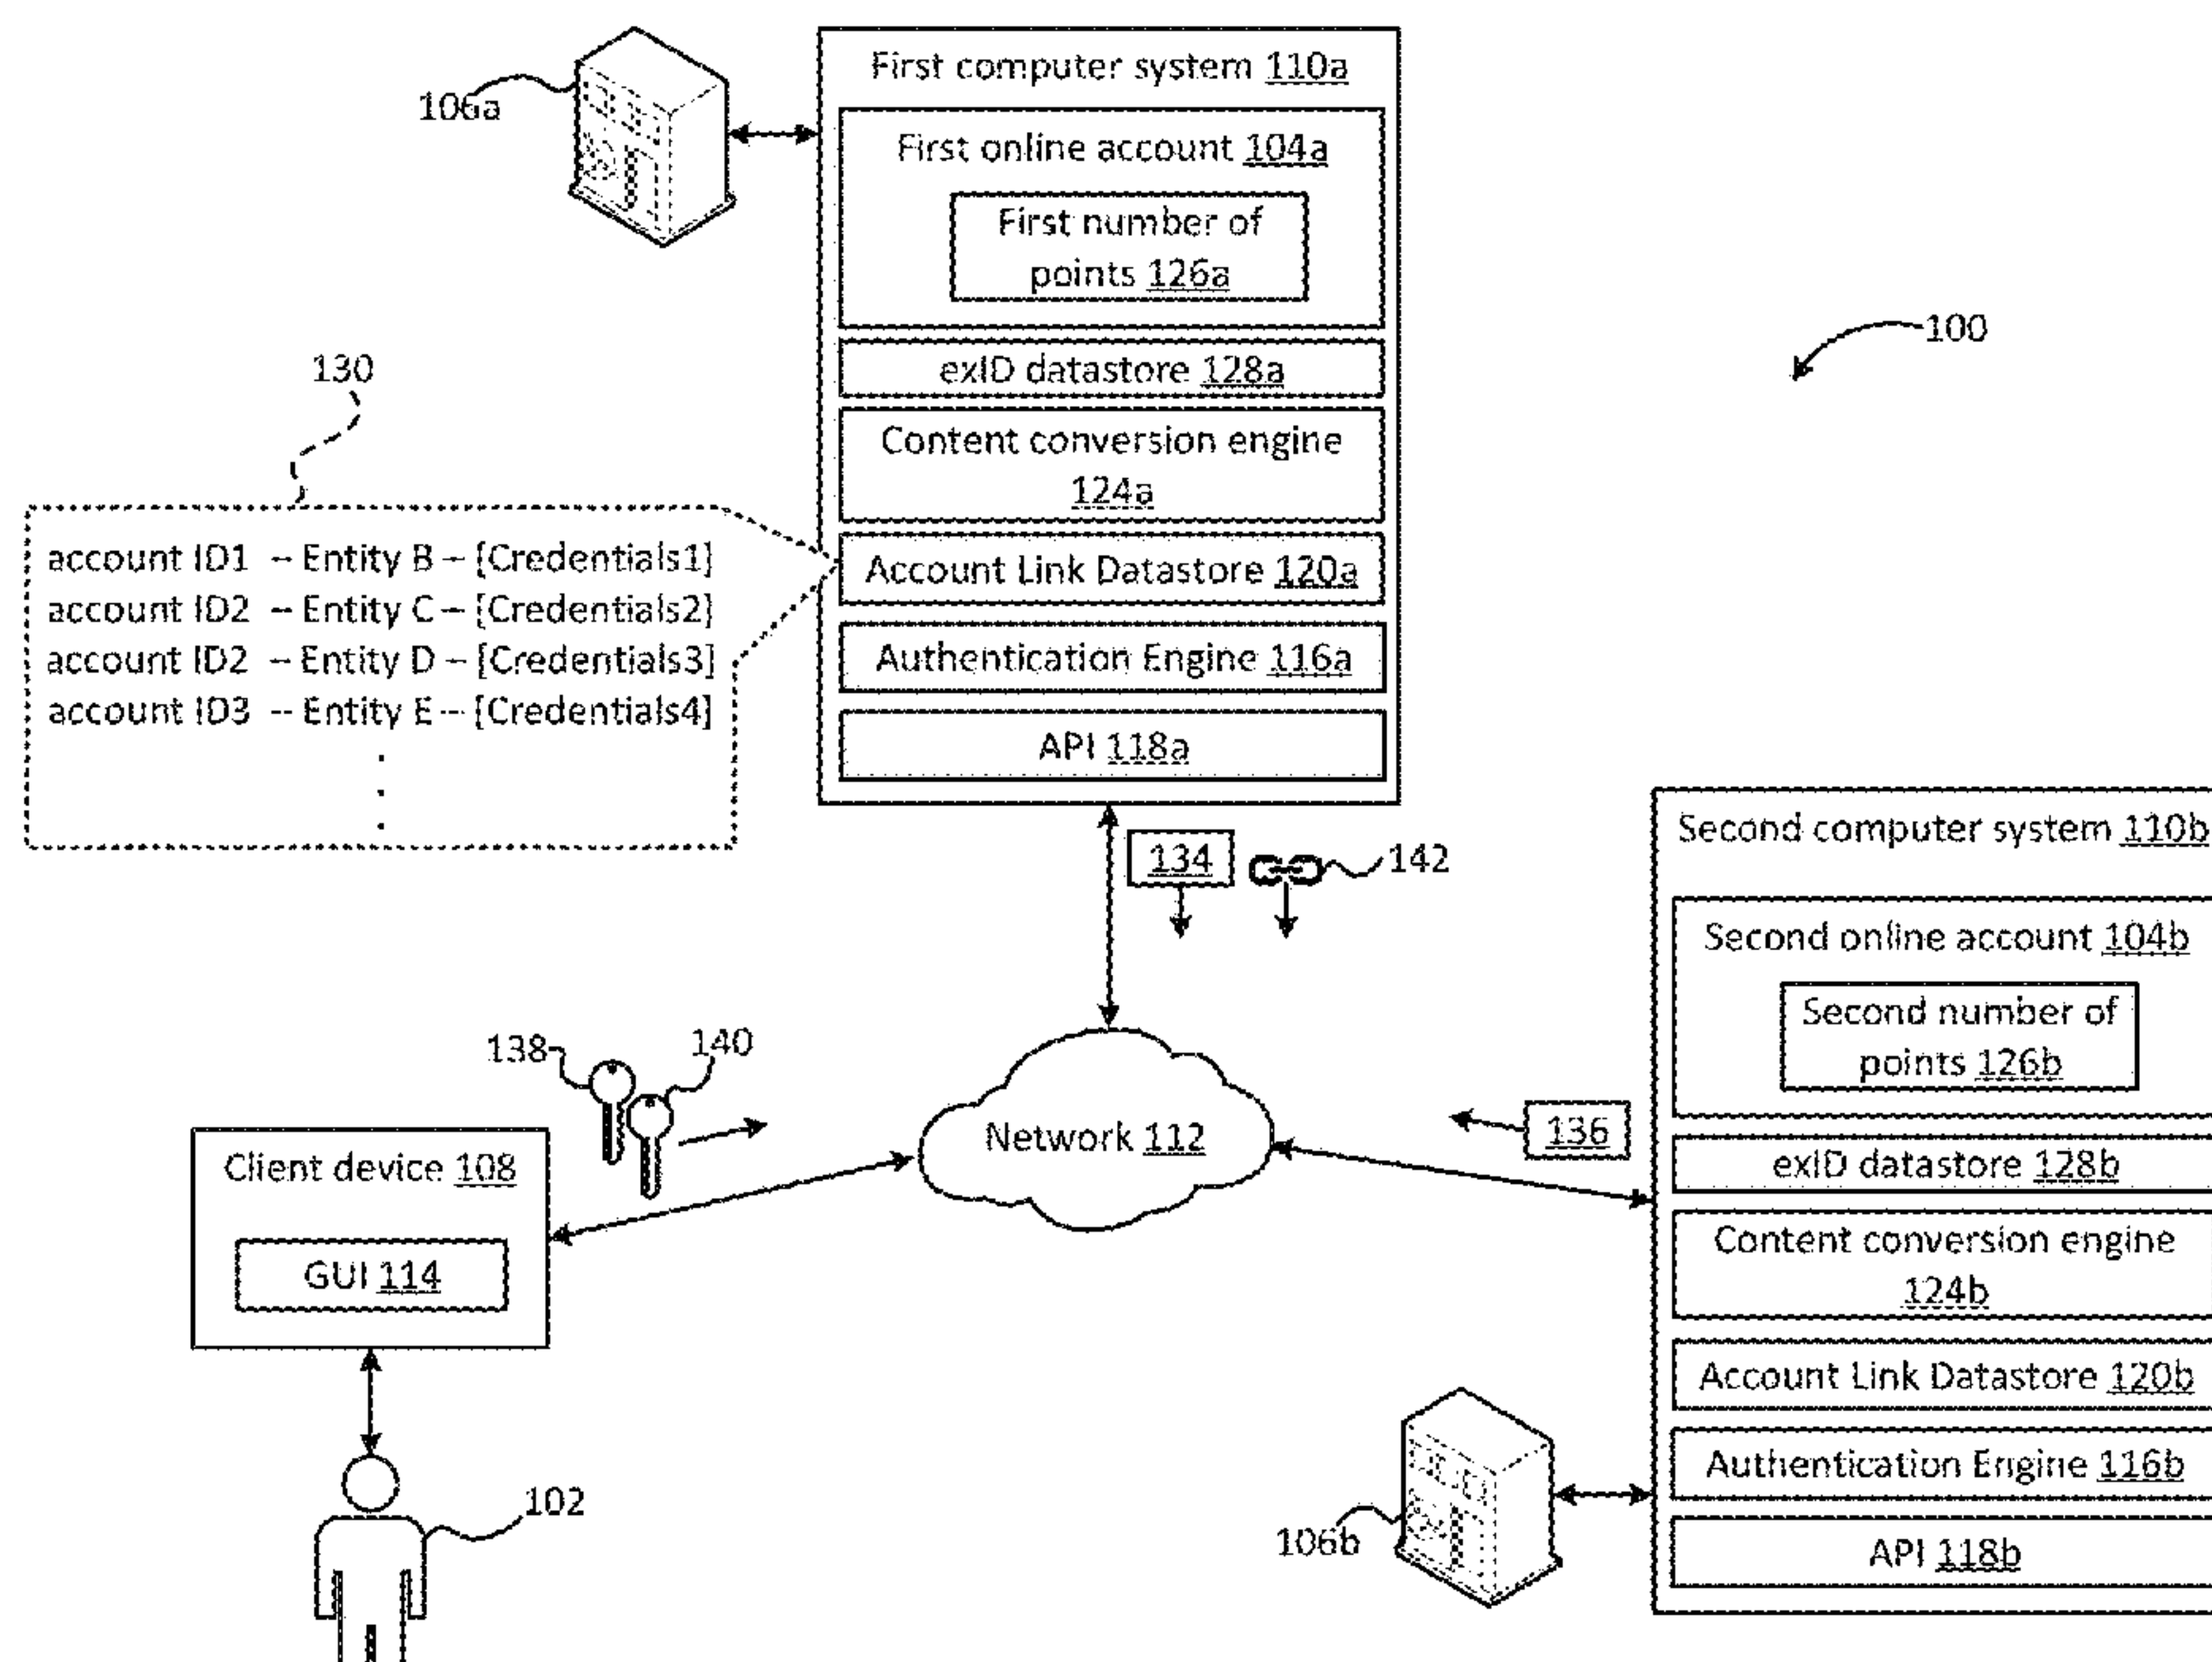 First computer system 110a
106a
First online account 104a
First number of
points 126a
100
130
exID datastore 128a
Content conversion engine
124a
account ID1 -- Entity B – [Credentials1]
account ID2 -- Entity C – [Credentials2]
account ID2 -- Entity D – [Credentials3]
account ID3 -- Entity E -- [Credentials4]
.
.
.
Account Link Datastore 120a
Authentication Engine 116a
API 118a
134
142
Second computer system 110b
Second online account 104b
Second number of
points 126b
138
140
Network 112
136
Client device 108
GUI 114
exID datastore 128b
Content conversion engine
124b
Account Link Datastore 120b
Authentication Engine 116b
API 118b
102
106b